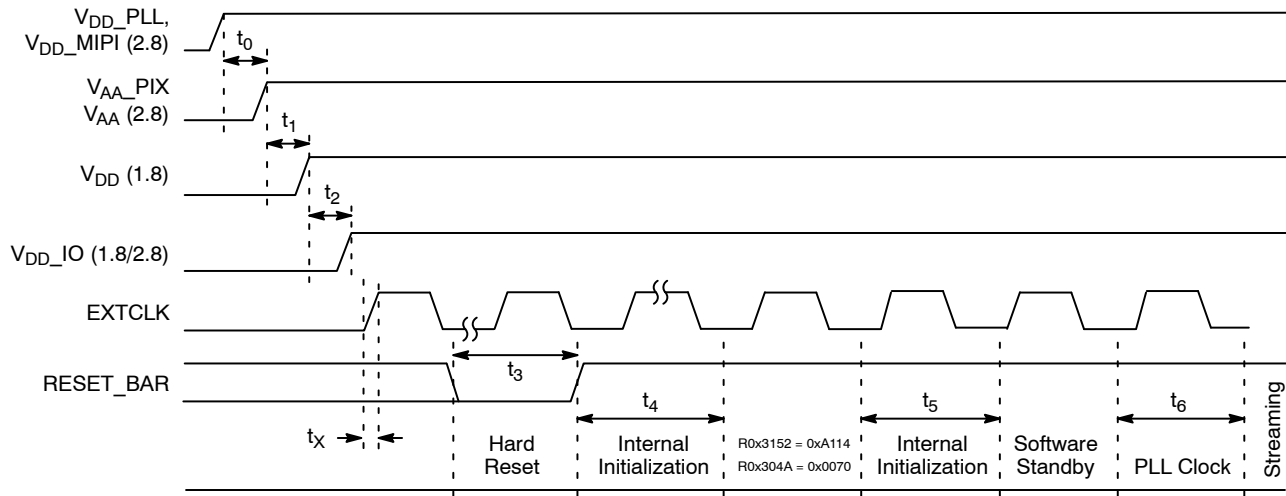 VDD_PLL,
VDD_MIPI (2.8)
t0
VAA_PIX
VAA (2.8)
t1
VDD (1.8)
t2
VDD_IO (1.8/2.8)
EXTCLK
RESET_BAR
t3
t4
t5
t6
tX
Hard
Reset
Internal
Initialization
R0x3152 = 0xA114
R0x304A = 0x0070
Internal
Initialization
Software
Standby
PLL Clock
Streaming